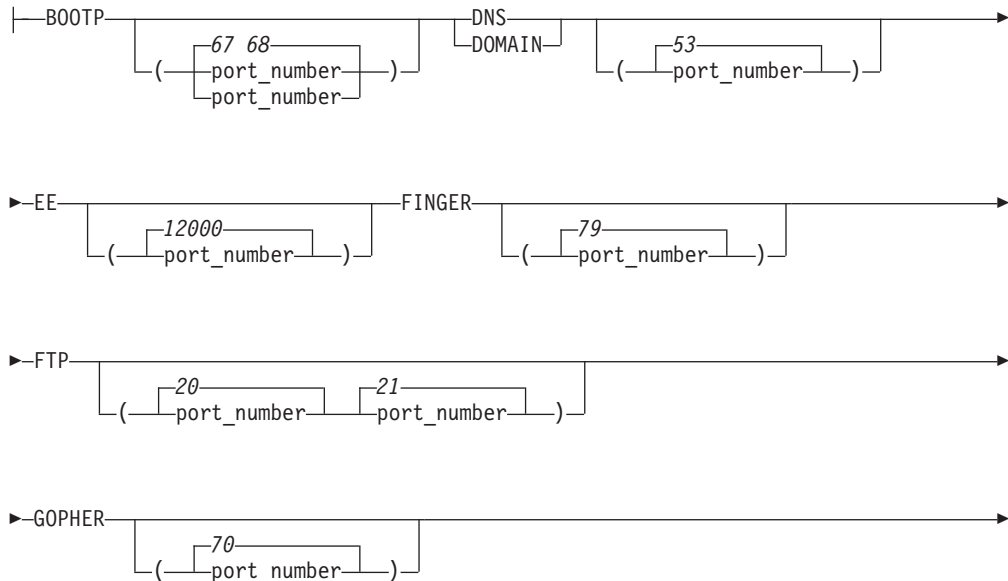 BOOTP ( 67 68 port_number port_number ) DNS DOMAIN ( 53 port_number )
EE ( 12000 port_number ) FINGER ( 79 port_number )
FTP ( 20 port_number 21 port_number )
GOPHER ( 70 port_number )